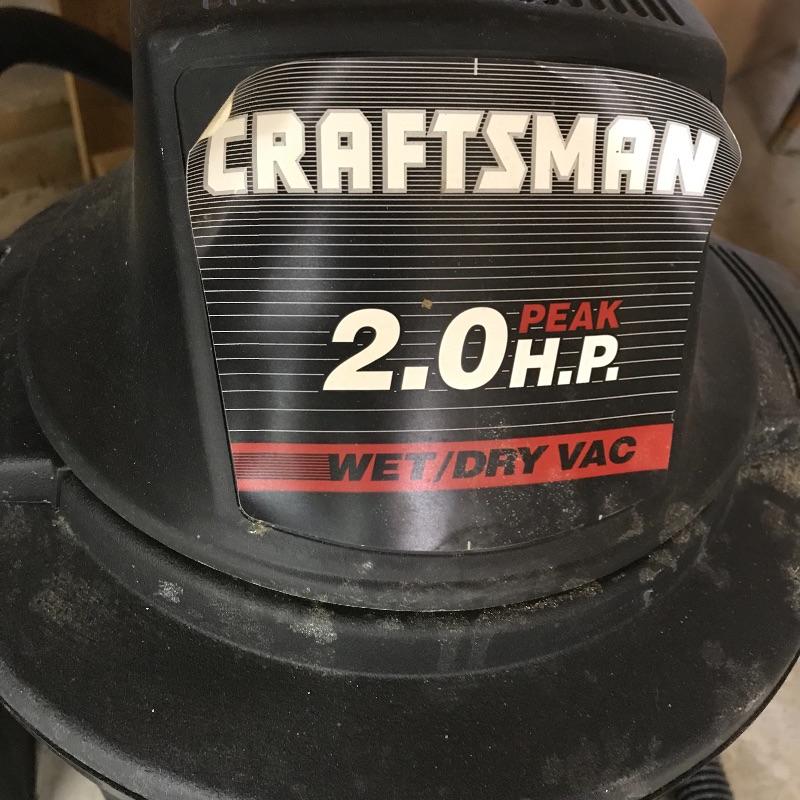 CRAFTSMAN
2.0 PEAK H.P.
WET/DRY VAC